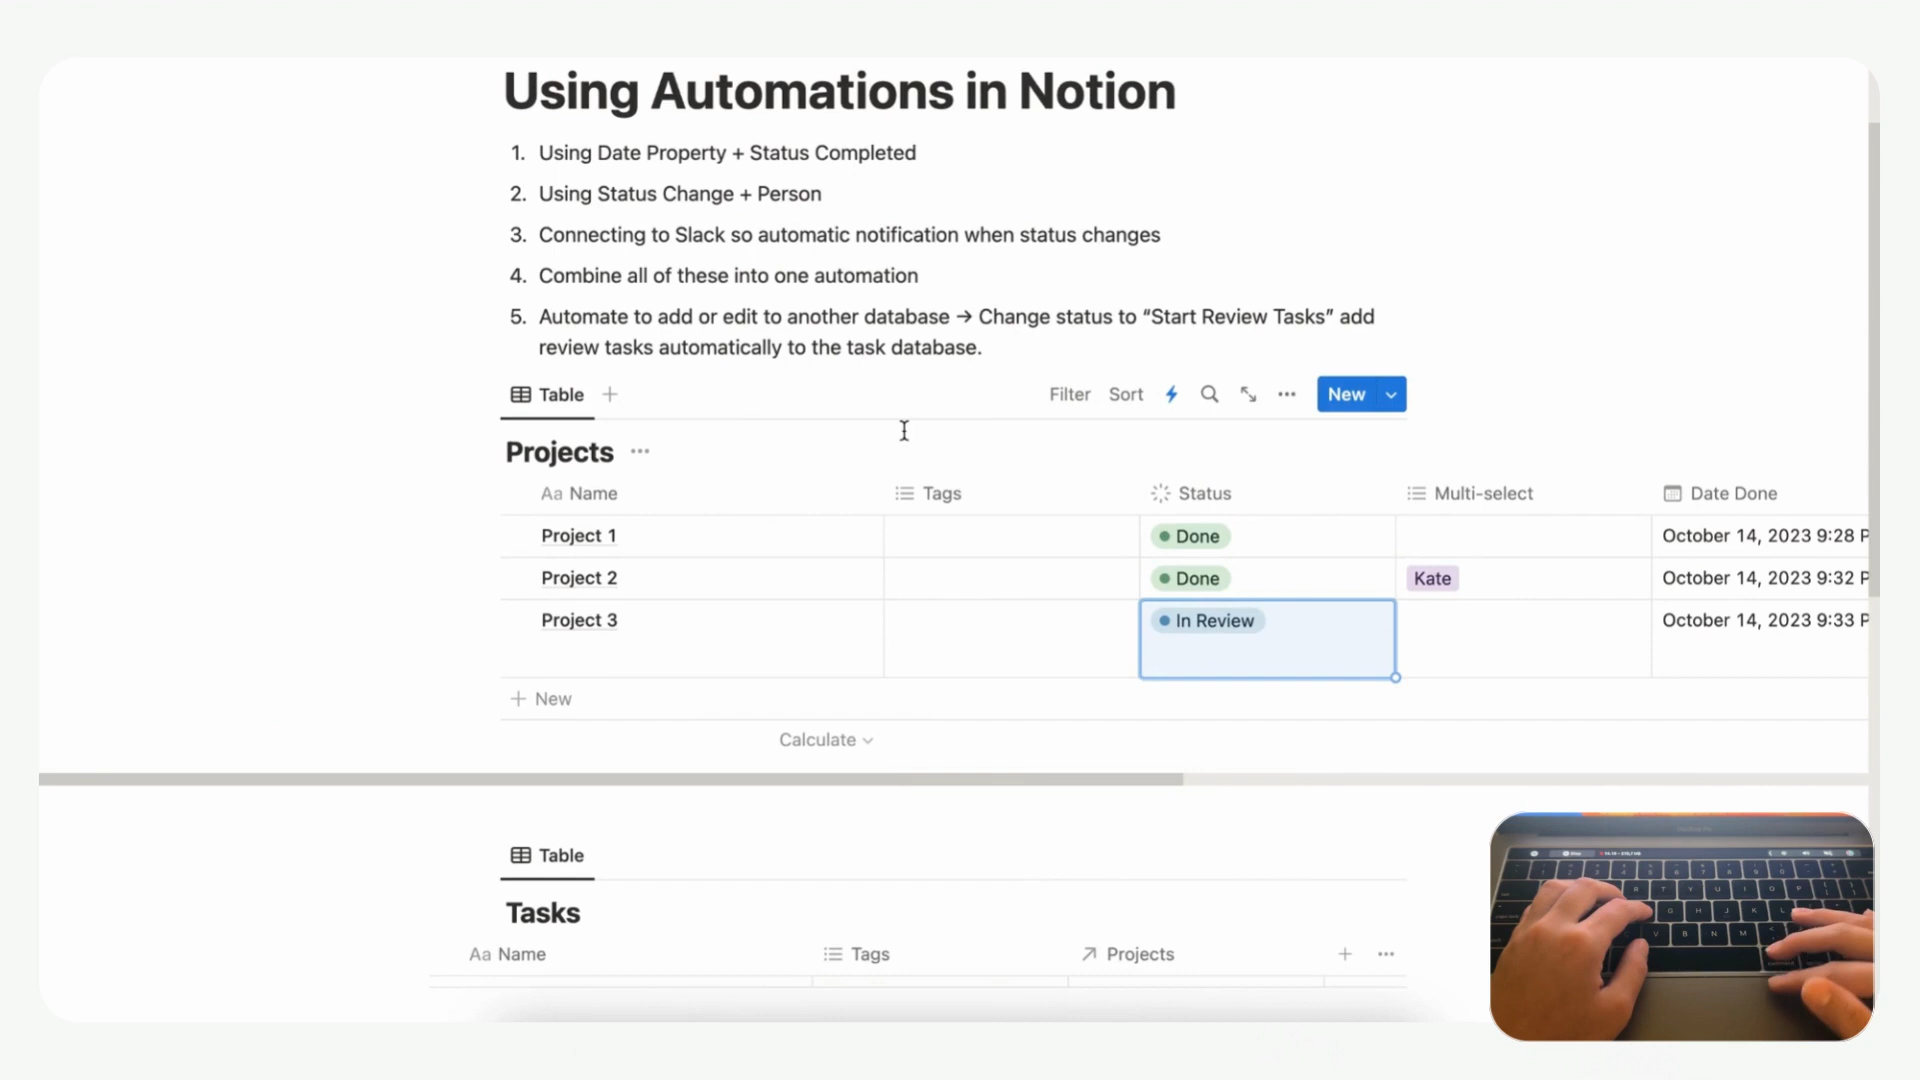 Using Automations in Notion
1. Using Date Property + Status Completed
2. Using Status Change + Person
3. Connecting to Slack so automatic notification when status changes
4. Combine all of these into one automation
5. Automate to add or edit to another database → Change status to “Start Review Tasks” add
review tasks automatically to the task database.
Table
Filter Sort New
Projects
Aa Name Tags Status Multi-select Date Done
Project 1 Done October 14, 2023 9:28 P
Project 2 Done Kate October 14, 2023 9:32 P
Project 3 In Review October 14, 2023 9:33 P
+ New
Calculate
Table
Tasks
Aa Name Tags Projects